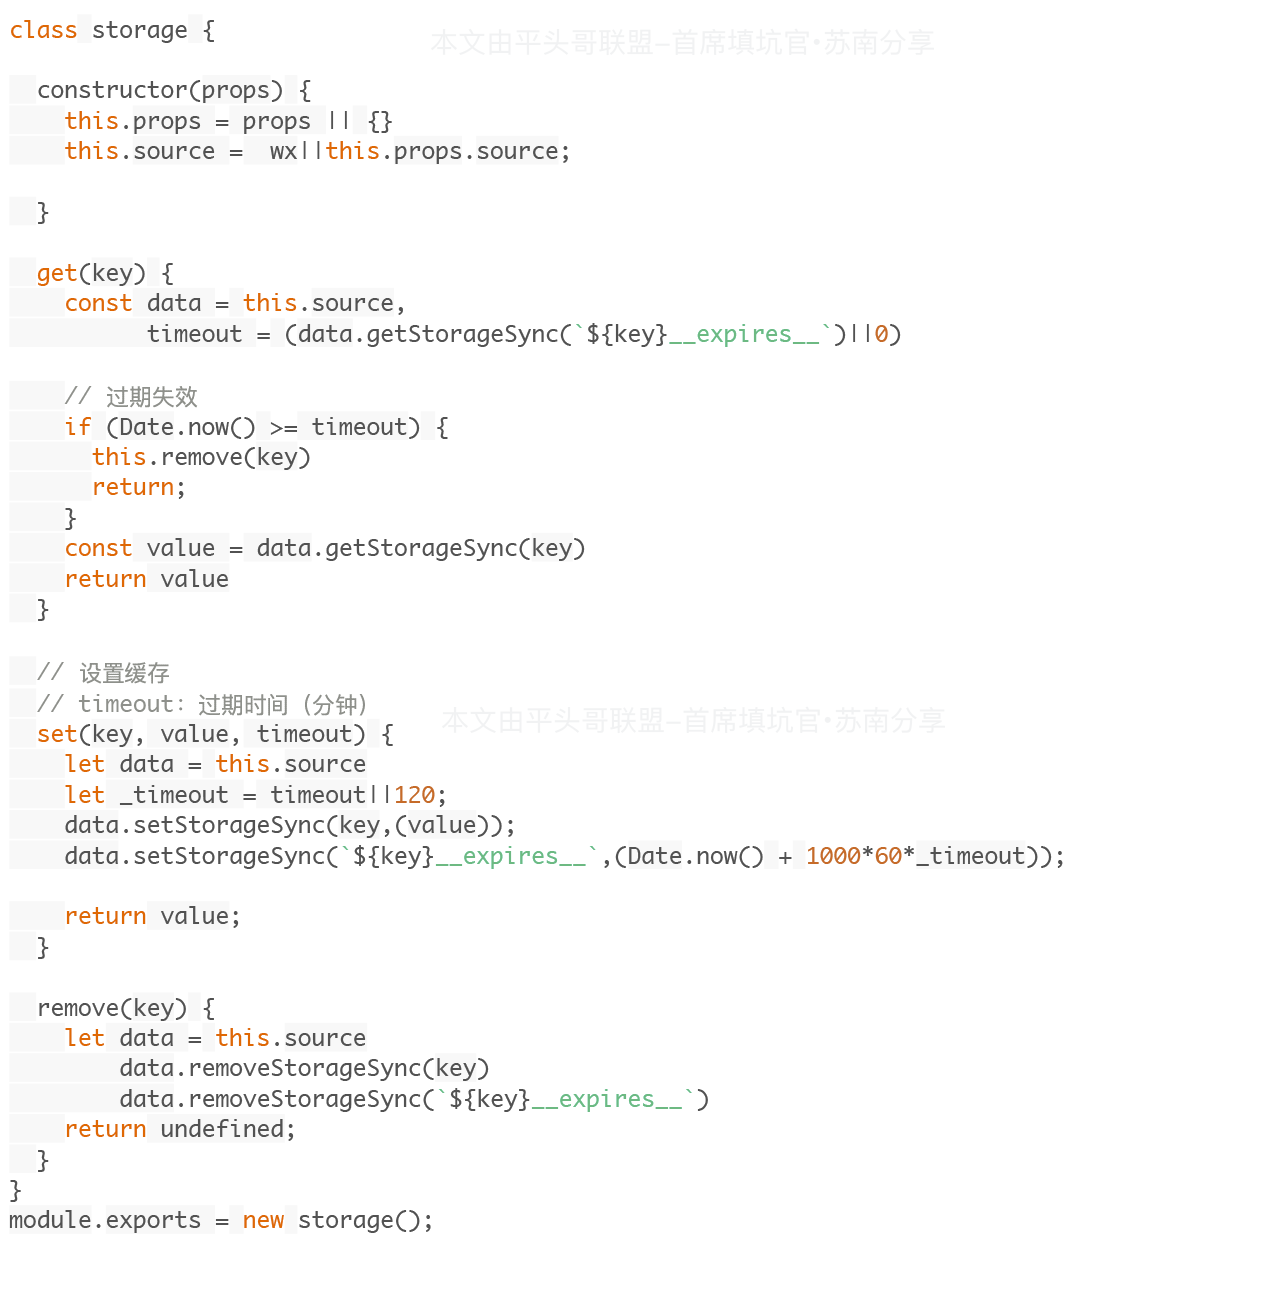 class storage {
本文由平头哥联盟-首席填坑官•苏南分享
  constructor(props) {
    this.props = props || {}
    this.source =  wx||this.props.source;
  }
  get(key) {
    const data = this.source,
          timeout = (data.getStorageSync(`${key}__expires__`)||0)
    // 过期失效
    if (Date.now() >= timeout) {
      this.remove(key)
      return;
    }
    const value = data.getStorageSync(key)
    return value
  }
  // 设置缓存
  // timeout：过期时间（分钟）
  set(key, value, timeout) {
本文由平头哥联盟-首席填坑官•苏南分享
    let data = this.source
    let _timeout = timeout||120;
    data.setStorageSync(key,(value));
    data.setStorageSync(`${key}__expires__`,(Date.now() + 1000*60*_timeout));
    return value;
  }
  remove(key) {
    let data = this.source
        data.removeStorageSync(key)
        data.removeStorageSync(`${key}__expires__`)
    return undefined;
  }
}
module.exports = new storage();